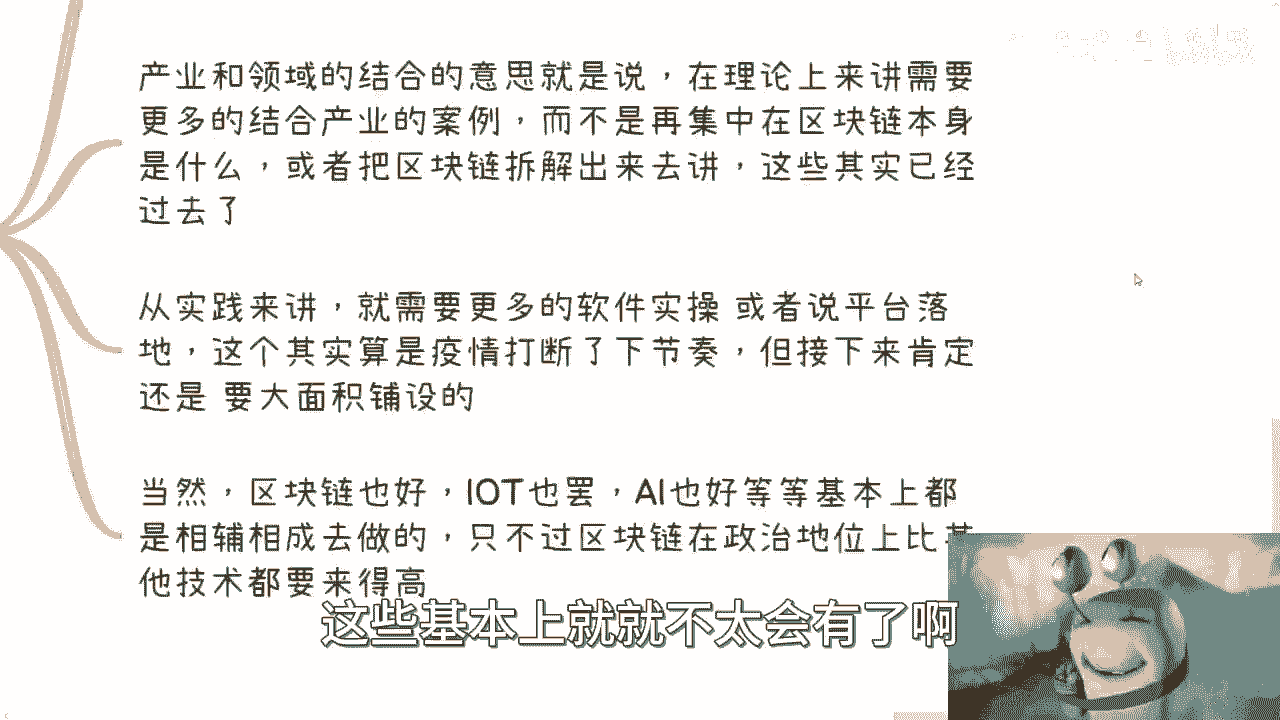 产业和领域的结合的意思就是说，在理论上来讲需要
更多的结合产业的案例，而不是再集中在区块链本身
是什么，或者把区块链拆解出来去讲，这些其实已经
过去了
从实践来讲，就需要更多的软件实操 或者说平台落
地，这个其实算是疫情打断了下节奏，但接下来肯定
还是 要大面积铺设的
当然，区块链也好，IOT也罢，AI也好等等基本上都
是相辅相成去做的，只不过区块链在政治地位上比其
他技术都要来得高
这些基本上就就不太会有了啊